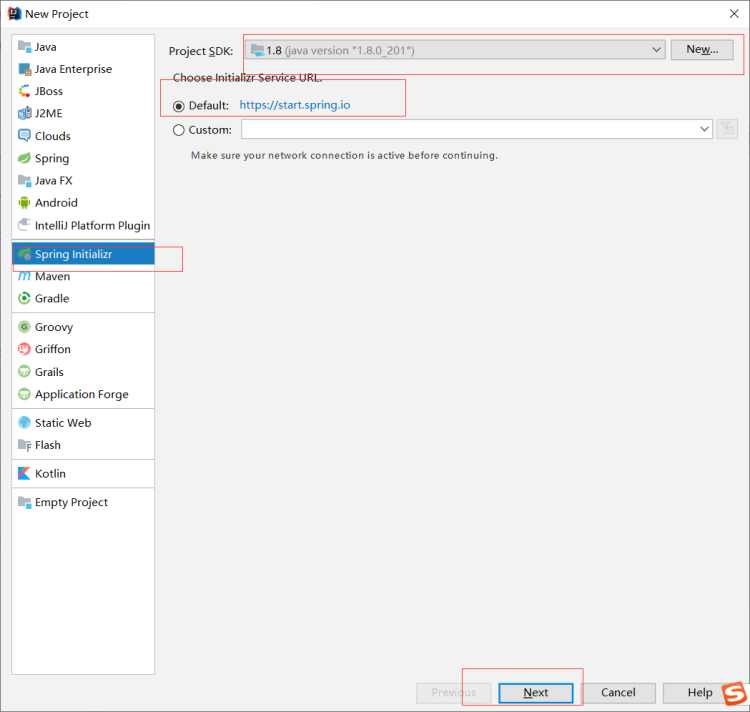 New Project
Java
Java Enterprise
JBoss
J2ME
Clouds
Spring
Java FX
Android
IntelliJ Platform Plugin
Spring Initializr
Maven
Gradle
Groovy
Griffon
Grails
Application Forge
Static Web
Flash
Kotlin
Empty Project
Project SDK: 1.8 (java version "1.8.0_201") New...
Choose Initializr Service URL.
Default: https://start.spring.io
Custom:
Make sure your network connection is active before continuing.
Previous Next Cancel Help